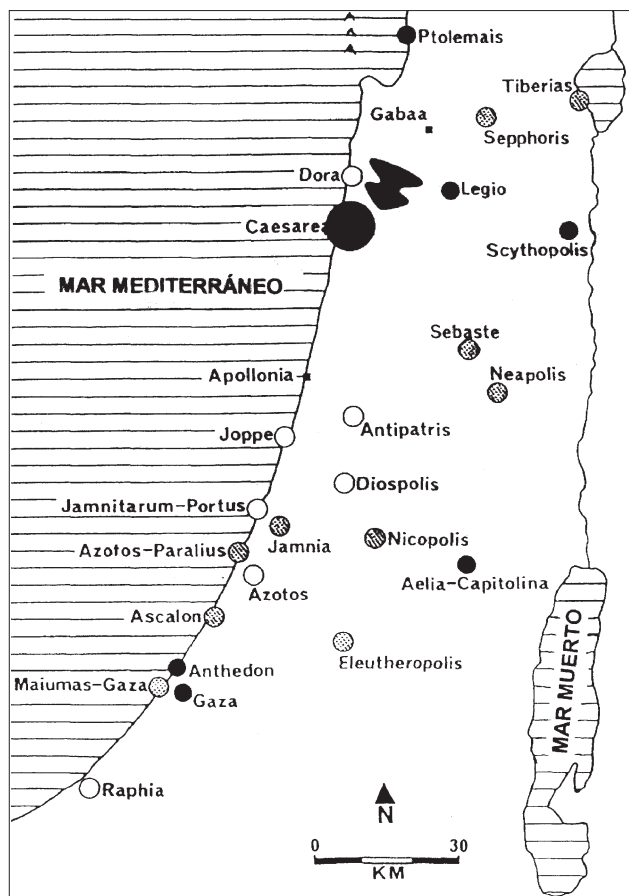 Ptolemais
Tiberias
Gabaa
Sepphoris
Dora
Legio
Caesarea
Scythopolis
MAR MEDITERRÁNEO
Sebaste
Apollonia
Neapolis
Antipatris
Joppe
Diospolis
Jamnitarum-Portus
Jamnia
Nicopolis
Azotos-Paralius
Aelia-Capitolina
Azotos
Ascalon
Eleutheropolis
Anthedon
Maiumas-Gaza
Gaza
MAR MUERTO
Raphia
N
0 30
KM